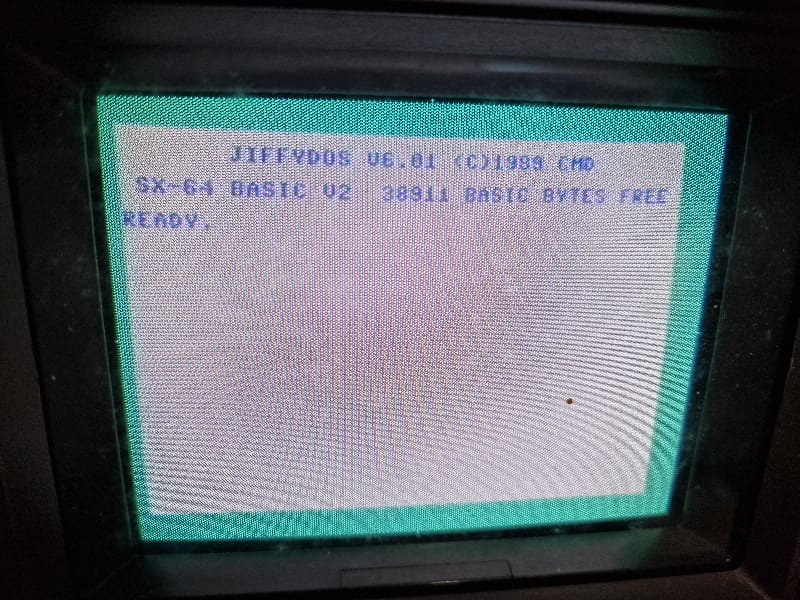 JIFFYDOS V6.01 (C)1989 CMD
SX-64 BASIC V2 38911 BASIC BYTES FREE
READY.